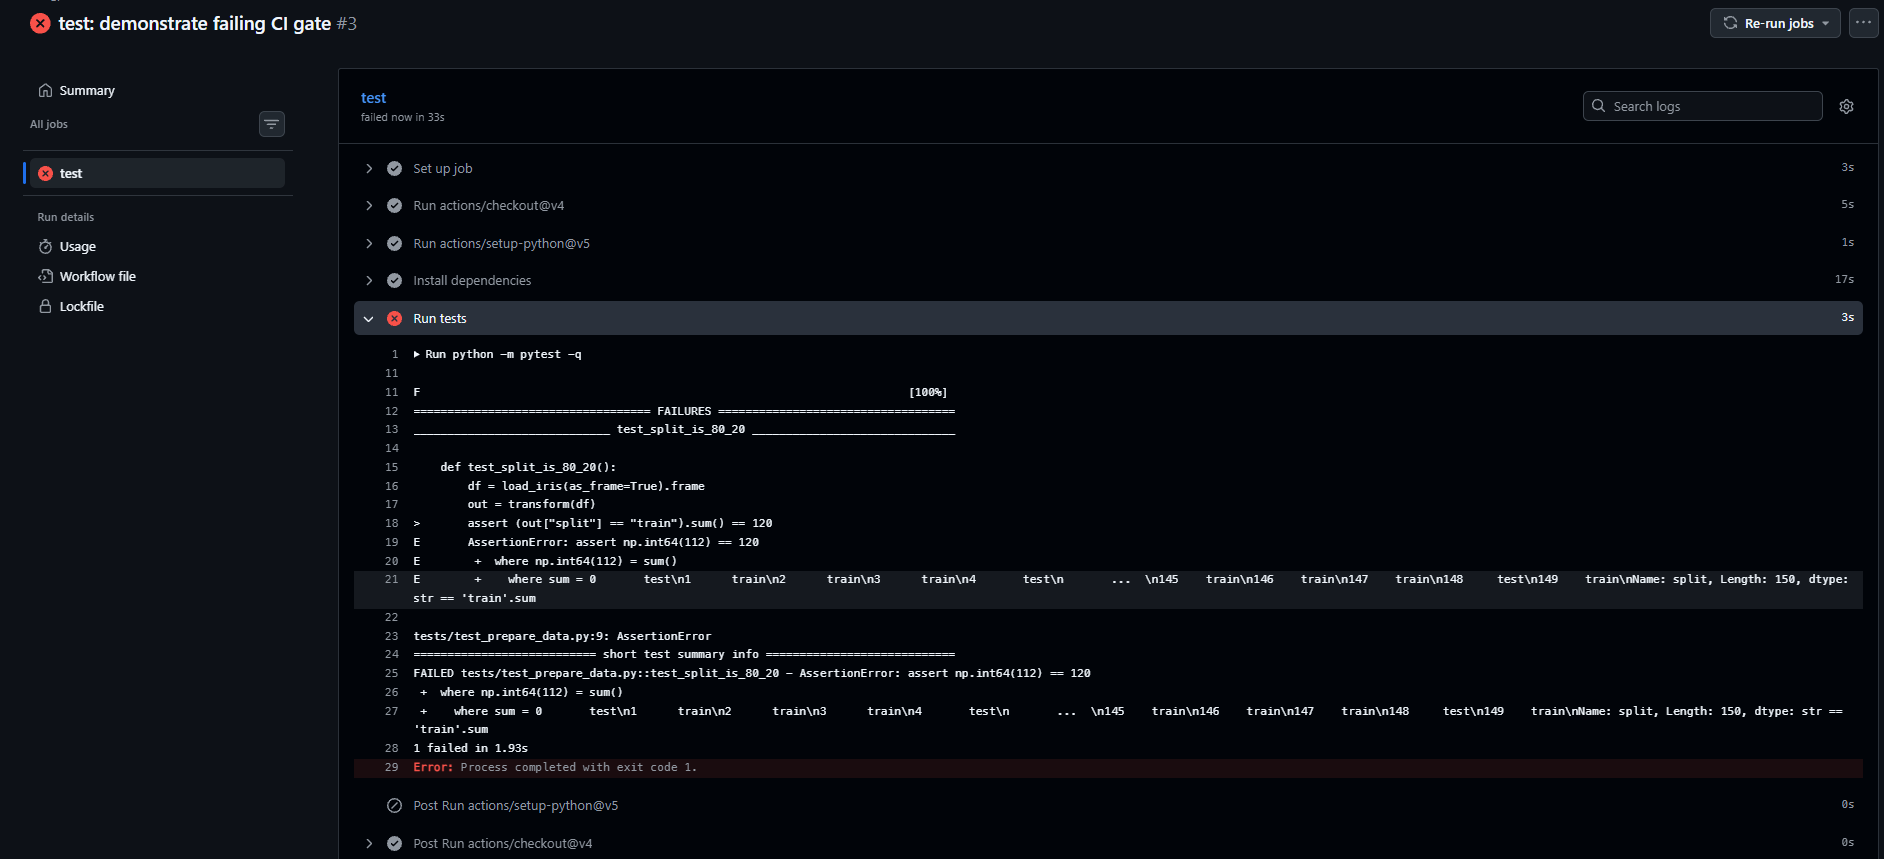 test: demonstrate failing CI gate #3
Re-run jobs
Summary
All jobs
test
Run details
Usage
Workflow file
Lockfile
test
failed now in 33s
Search logs
Set up job 3s
Run actions/checkout@v4 5s
Run actions/setup-python@v5 1s
Install dependencies 17s
Run tests 3s
1 Run python -m pytest -q
11
11 F [100%]
12 =================================== FAILURES ===================================
13 _____________________________ test_split_is_80_20 ______________________________
14
15 def test_split_is_80_20():
16 df = load_iris(as_frame=True).frame
17 out = transform(df)
18 > assert (out["split"] == "train").sum() == 120
19 E AssertionError: assert np.int64(112) == 120
20 E + where np.int64(112) = sum()
21 E + where sum = 0 test\n1 train\n2 train\n3 train\n4 test\n ... \n145 train\n146 train\n147 train\n148 test\n149 train\nName: split, Length: 150, dtype:
str == 'train'.sum
22
23 tests/test_prepare_data.py:9: AssertionError
24 =========================== short test summary info ============================
25 FAILED tests/test_prepare_data.py::test_split_is_80_20 - AssertionError: assert np.int64(112) == 120
26 + where np.int64(112) = sum()
27 + where sum = 0 test\n1 train\n2 train\n3 train\n4 test\n ... \n145 train\n146 train\n147 train\n148 test\n149 train\nName: split, Length: 150, dtype: str ==
'train'.sum
28 1 failed in 1.93s
29 Error: Process completed with exit code 1.
Post Run actions/setup-python@v5 0s
Post Run actions/checkout@v4 0s